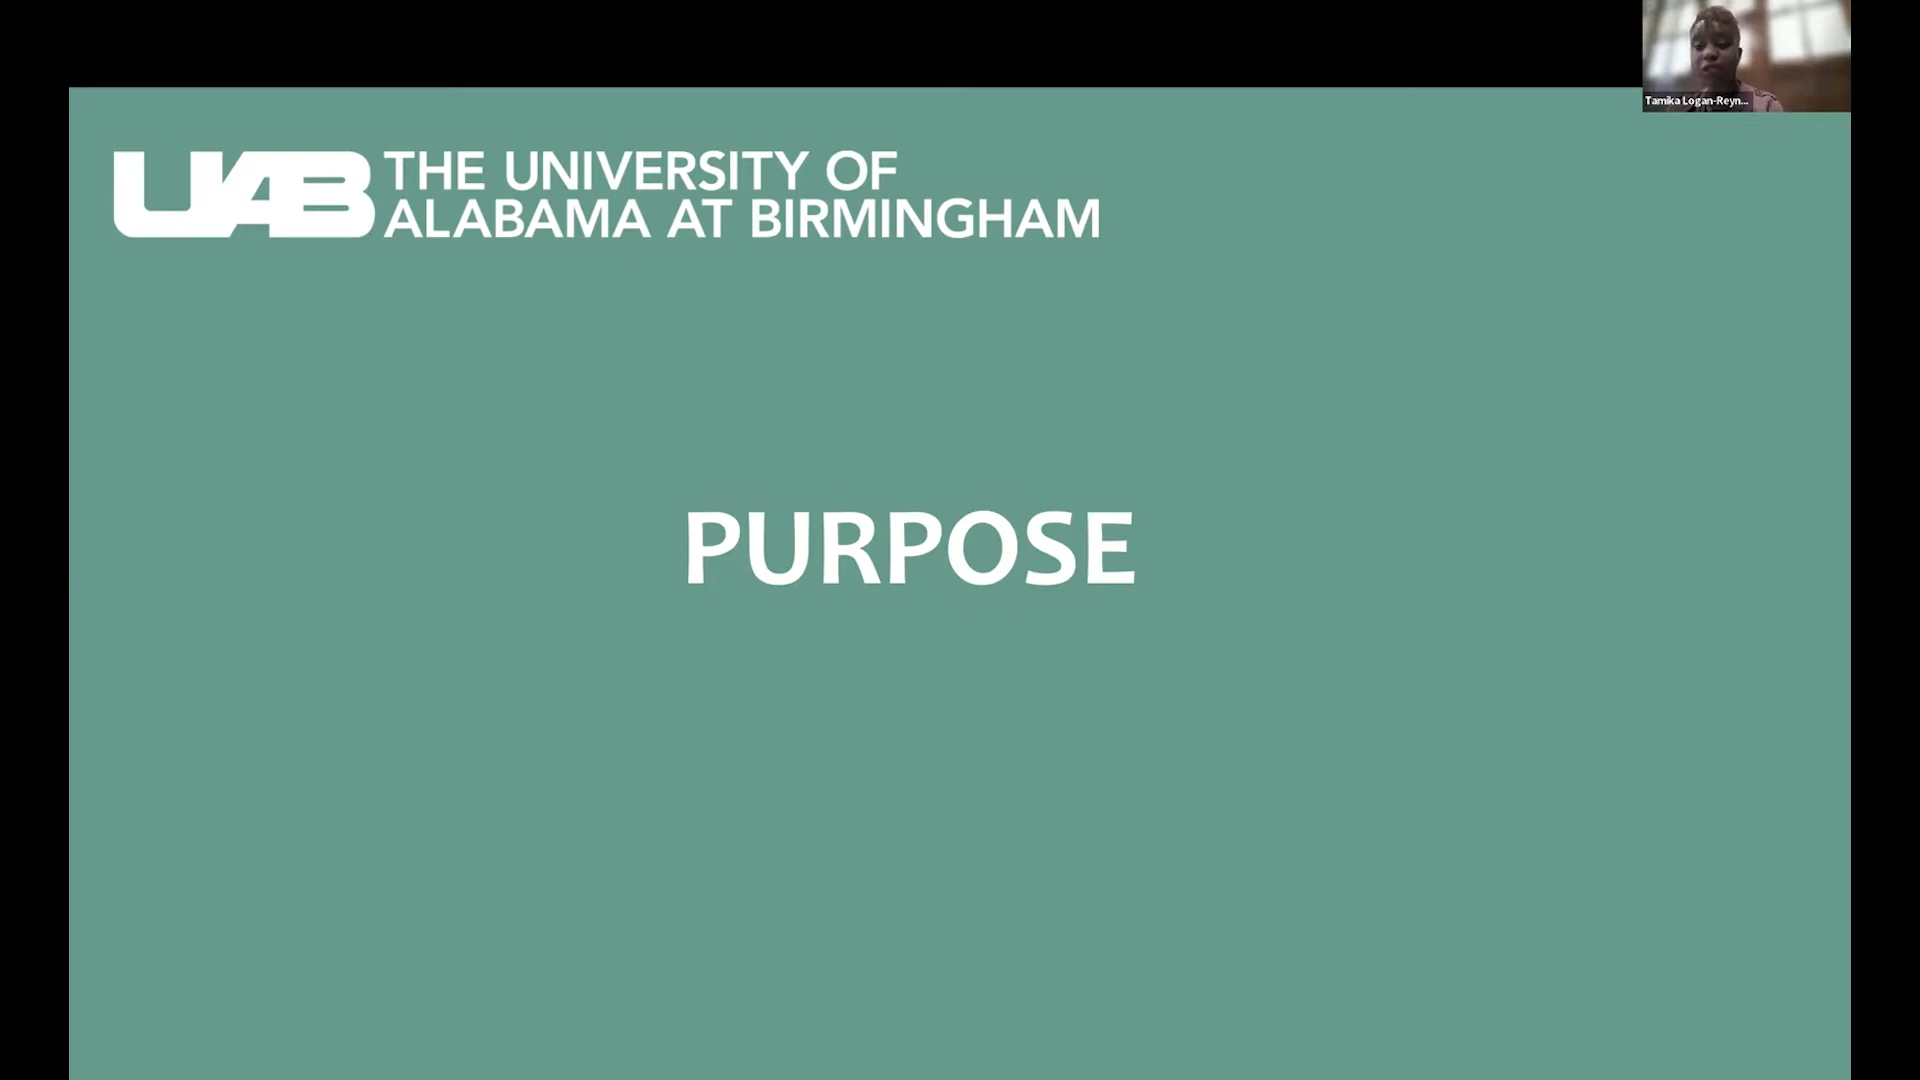 Tamika Logan-Reyn...
UAB THE UNIVERSITY OF
ALABAMA AT BIRMINGHAM
PURPOSE